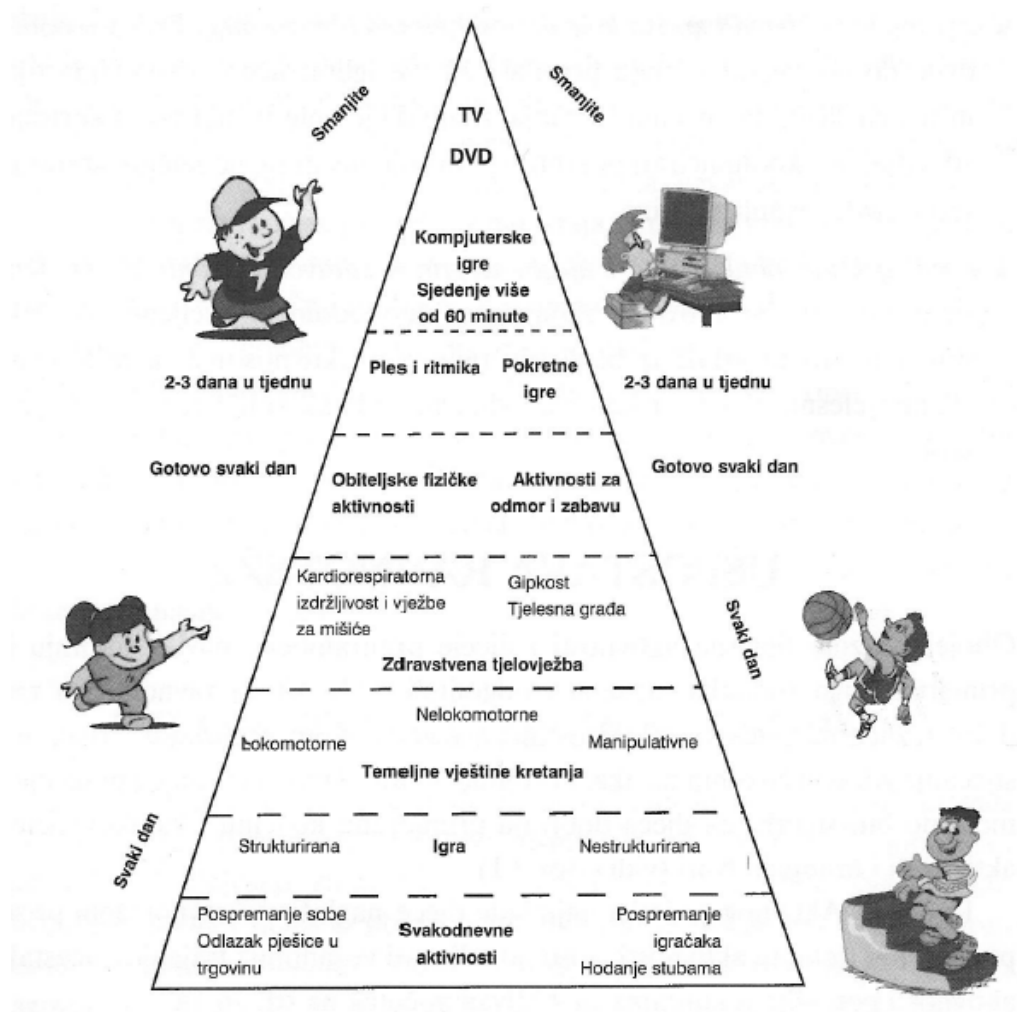 Smanjite
Smanjite
TV
DVD
Kompjuterske
igre
Sjedenje više
od 60 minute
2-3 dana u tjednu
Ples i ritmika
Pokretne
igre
2-3 dana u tjednu
Gotovo svaki dan
Obiteljske fizičke
aktivnosti
Aktivnosti za
odmor i zabavu
Gotovo svaki dan
Kardiorespiratorna
izdržljivost i vježbe
za mišiće
Gipkost
Tjelesna građa
Zdravstvena tjelovježba
Svaki dan
Nelokomotorne
Lokomotorne
Manipulativne
Temeljne vještine kretanja
Svaki dan
Strukturirana
Igra
Nestrukturirana
Pospremanje sobe
Odlazak pješice u
trgovinu
Svakodnevne
aktivnosti
Pospremanje
igračaka
Hodanje stubama